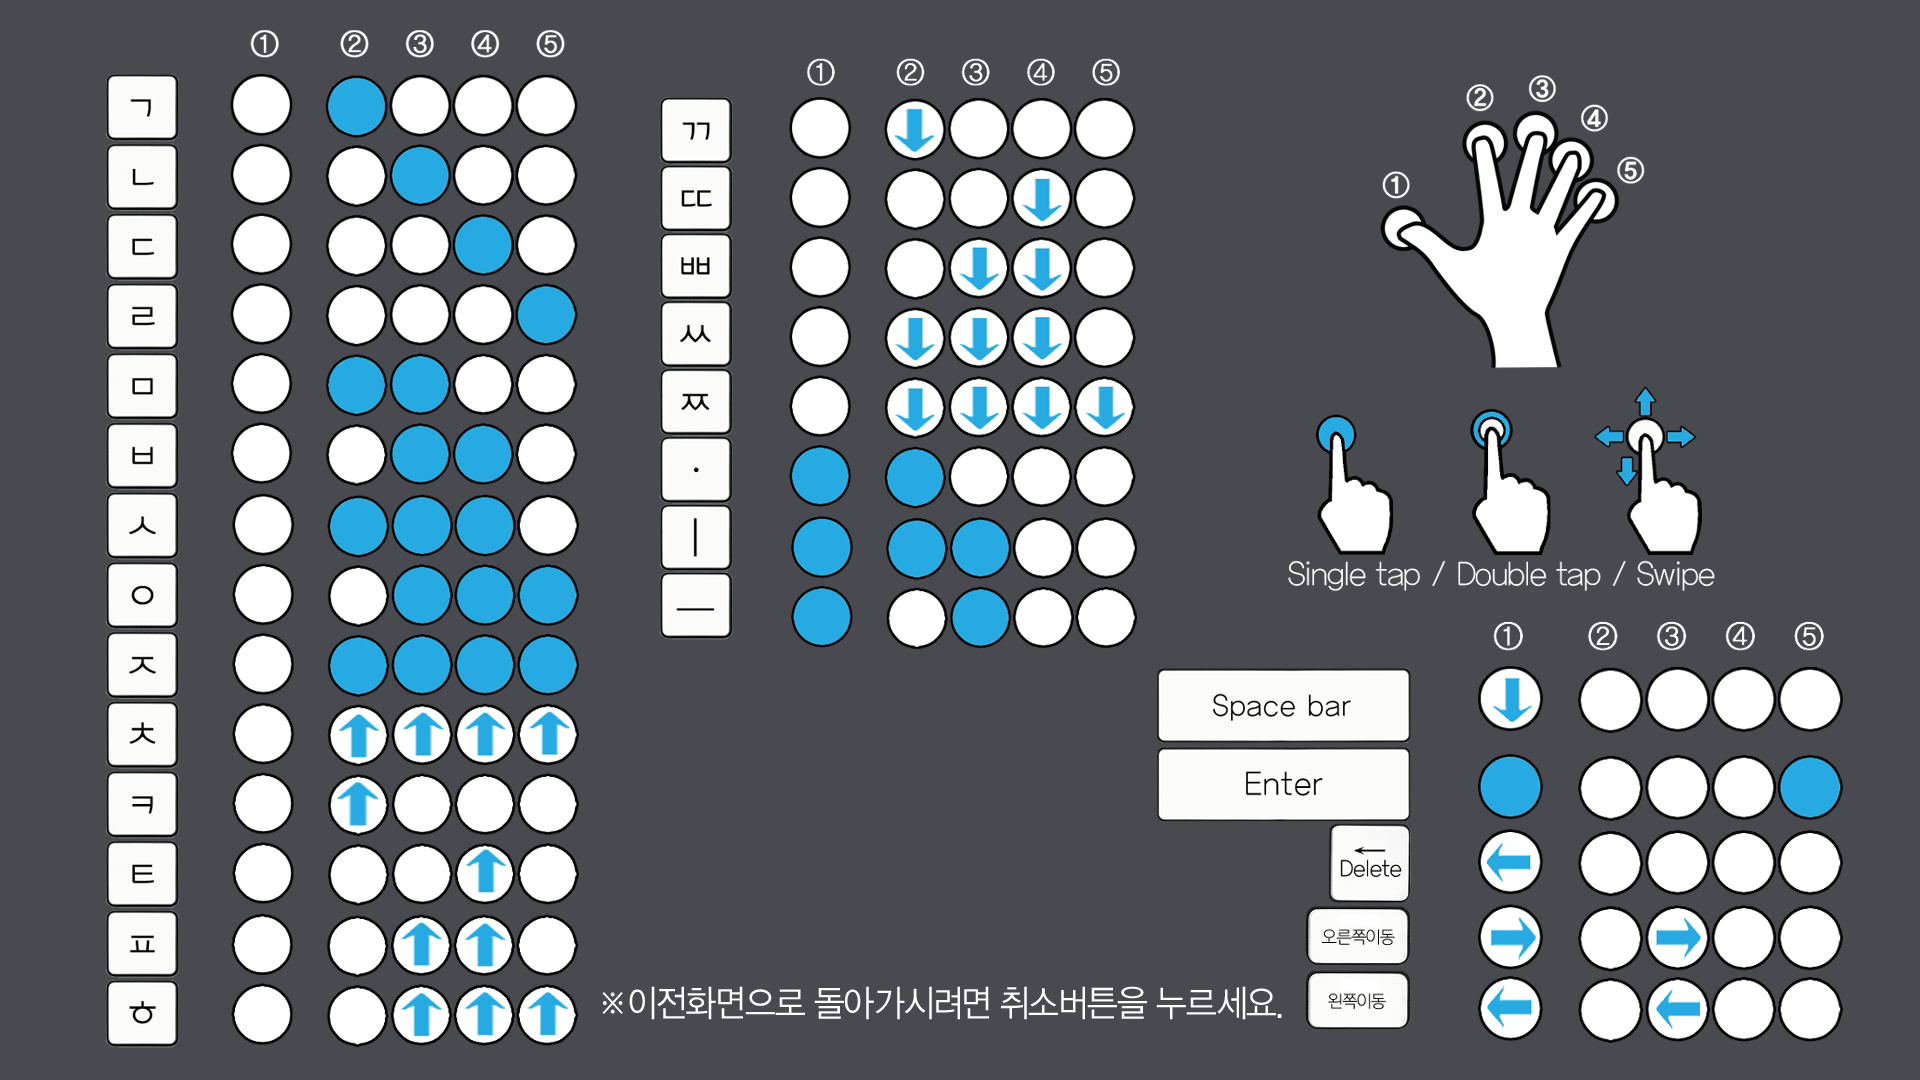 ① ② ③ ④ ⑤
ㄱ
ㄴ
ㄷ
ㄹ
ㅁ
ㅂ
ㅅ
ㅇ
ㅈ
ㅊ
ㅋ
ㅌ
ㅍ
ㅎ
① ② ③ ④ ⑤
ㄲ
ㄸ
ㅃ
ㅆ
ㅉ
·
ㅣ
ㅡ
① ② ③ ④ ⑤
Single tap / Double tap / Swipe
① ② ③ ④ ⑤
Space bar
Enter
←
Delete
오른쪽이동
왼쪽이동
※이전화면으로 돌아가시려면 취소버튼을 누르세요.